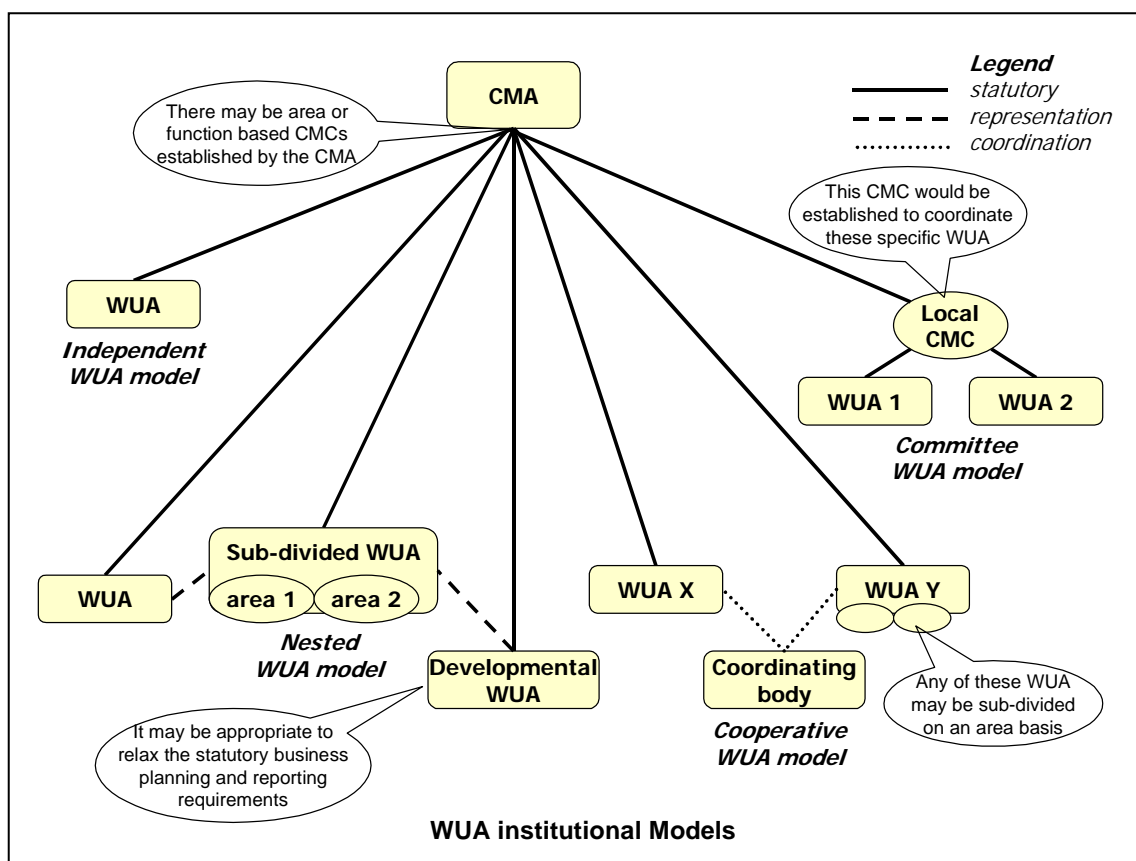 CMA
Legend
statutory
representation
coordination
There may be area or
function based CMCs
established by the CMA
This CMC would be
established to coordinate
these specific WUA
WUA
Independent
WUA model
Local
CMC
WUA 1
WUA 2
Committee
WUA model
WUA
Sub-divided WUA
area 1
area 2
Nested
WUA model
Developmental
WUA
It may be appropriate to
relax the statutory business
planning and reporting
requirements
WUA X
WUA Y
Coordinating
body
Cooperative
WUA model
Any of these WUA
may be sub-divided
on an area basis
WUA institutional Models